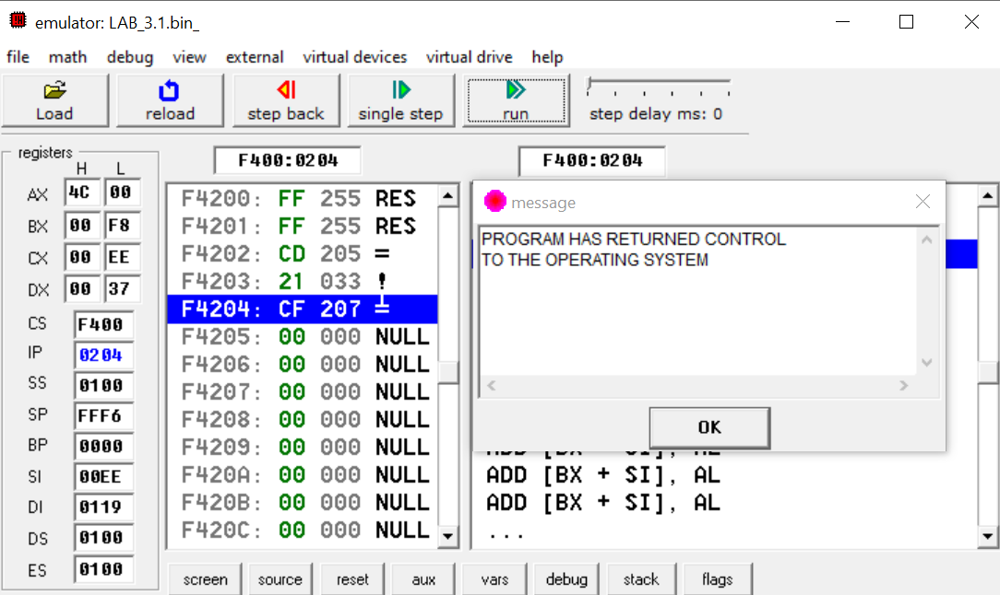 emulator: LAB_3.1.bin_
file math debug view external virtual devices virtual drive help
Load reload step back single step run step delay ms: 0
registers
F400:0204 F400:0204
H L
AX 4C 00
BX 00 F8
CX 00 EE
DX 00 37
CS F400
IP 0204
SS 0100
SP FFF6
BP 0000
SI 00EE
DI 0119
DS 0100
ES 0100
F4200: FF 255 RES
F4201: FF 255 RES
F4202: CD 205 =
F4203: 21 033 !
F4204: CF 207 ╧
F4205: 00 000 NULL
F4206: 00 000 NULL
F4207: 00 000 NULL
F4208: 00 000 NULL
F4209: 00 000 NULL
F420A: 00 000 NULL
F420B: 00 000 NULL
F420C: 00 000 NULL
message
PROGRAM HAS RETURNED CONTROL
TO THE OPERATING SYSTEM
OK
ADD [BX + SI], AL
ADD [BX + SI], AL
ADD [BX + SI], AL
...
screen source reset aux vars debug stack flags